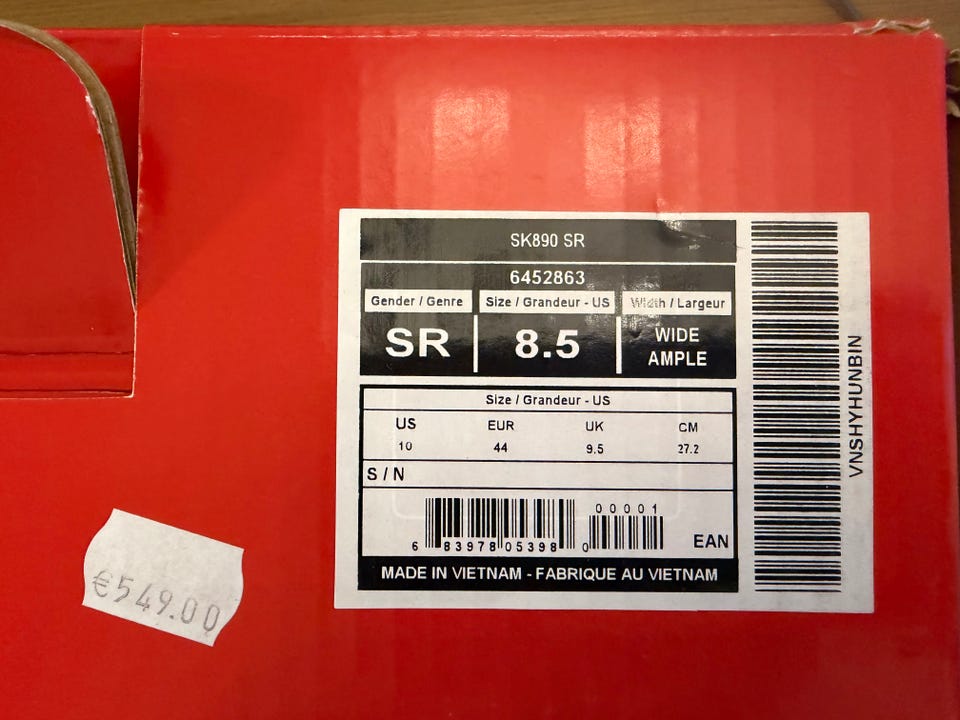 SK890 SR
6452863
Gender / Genre Size / Grandeur - US Width / Largeur
SR 8.5 WIDE AMPLE
Size / Grandeur - US
US EUR UK CM
10 44 9.5 27.2
S / N
00001
6 83978 05398 0
EAN
MADE IN VIETNAM - FABRIQUE AU VIETNAM
VNSHYHUNBIN
€549.00